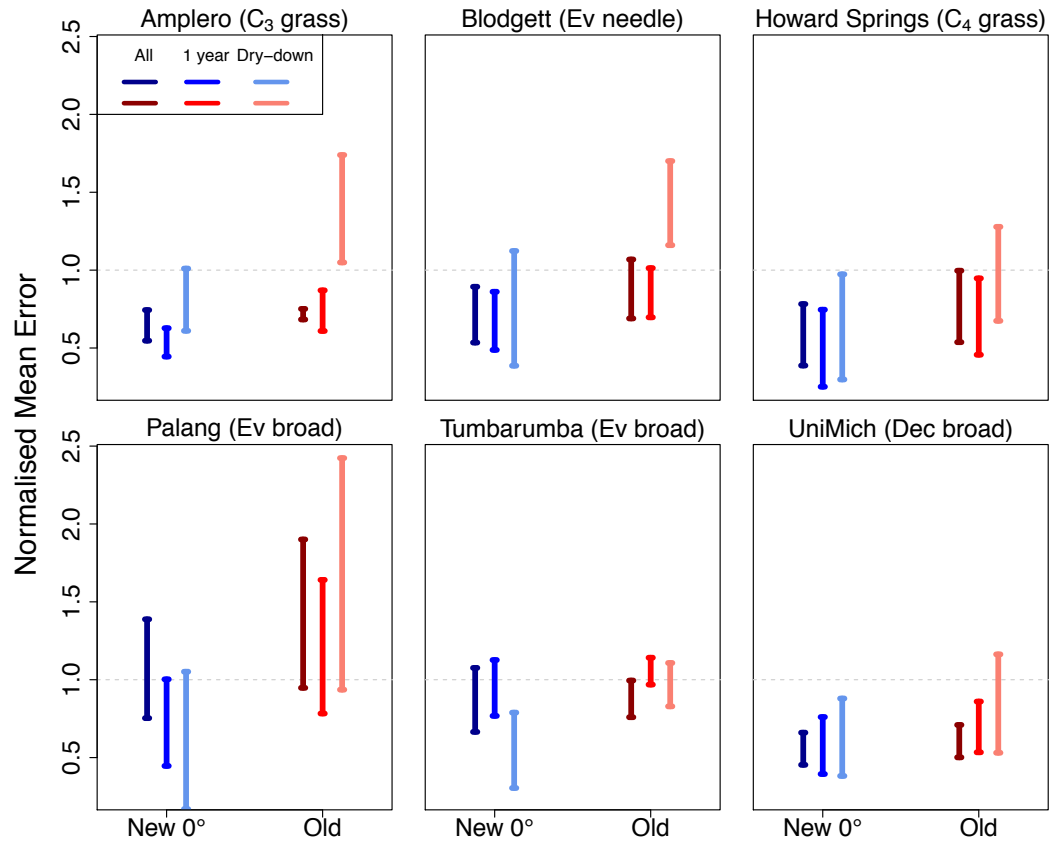 Amplero (C₃ grass)
Blodgett (Ev needle)
Howard Springs (C₄ grass)
All 1 year Dry−down
2.5
2.0
1.5
1.0
0.5
Normalised Mean Error
Palang (Ev broad)
Tumbarumba (Ev broad)
UniMich (Dec broad)
2.5
2.0
1.5
1.0
0.5
New 0° Old
New 0° Old
New 0° Old